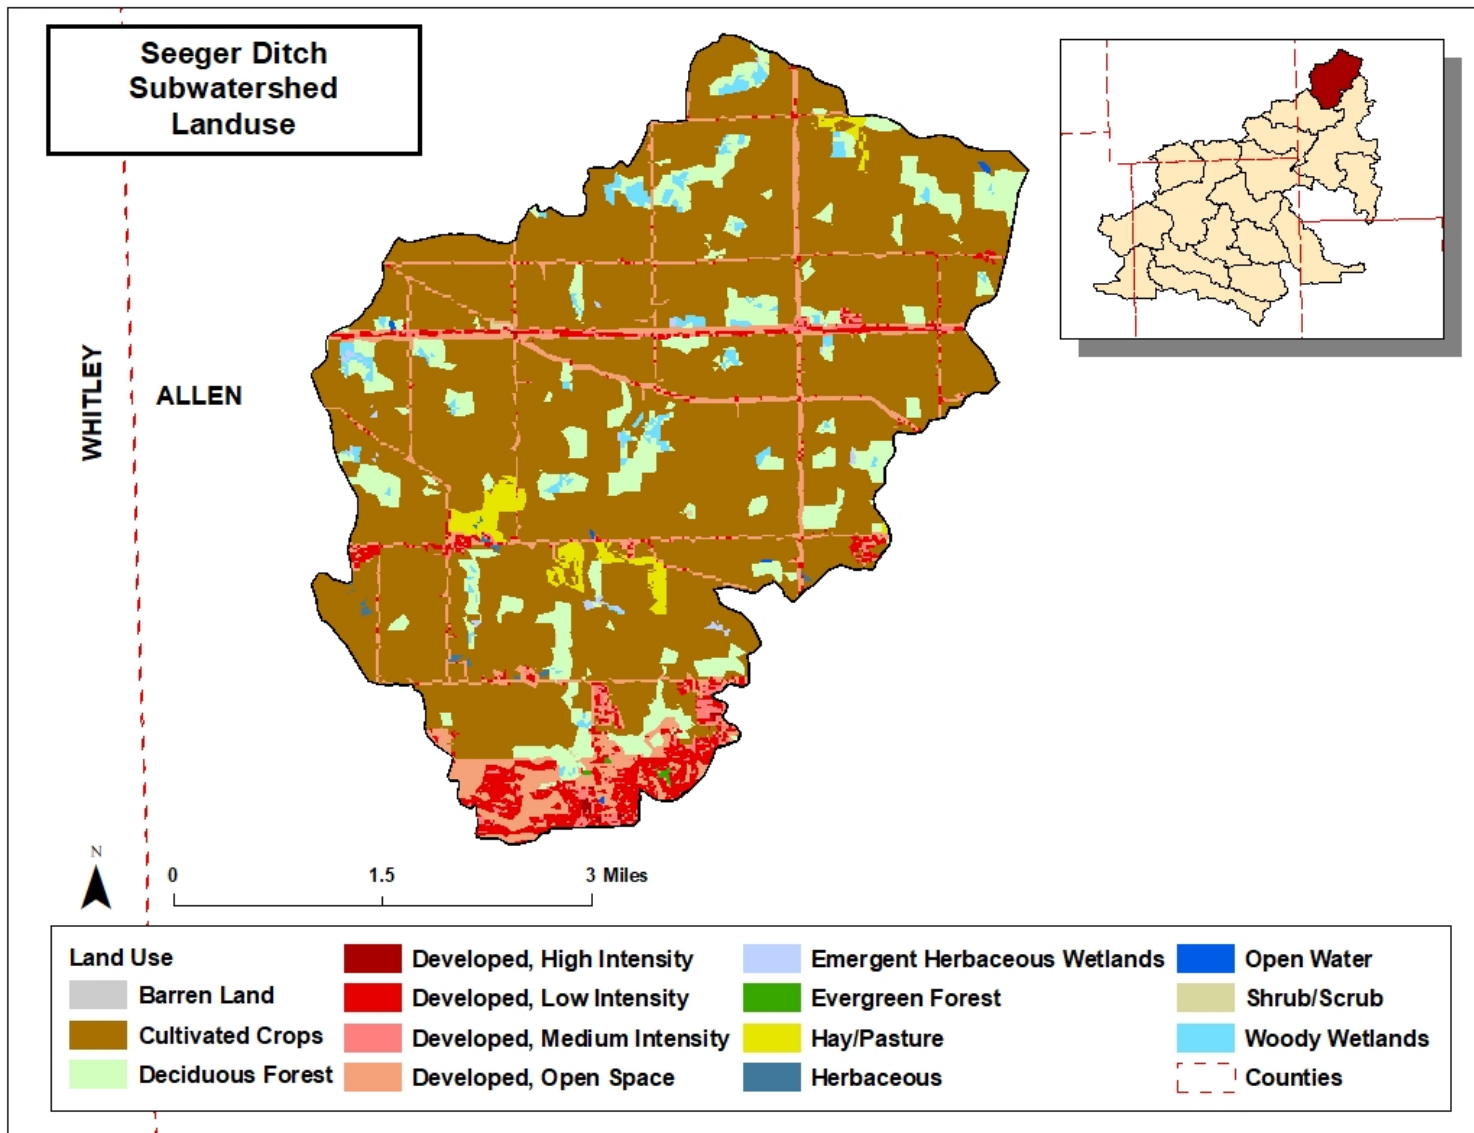 Seeger Ditch
Subwatershed
Landuse
WHITLEY
ALLEN
N
0 1.5 3 Miles
Land Use
Barren Land
Cultivated Crops
Deciduous Forest
Developed, High Intensity
Developed, Low Intensity
Developed, Medium Intensity
Developed, Open Space
Emergent Herbaceous Wetlands
Evergreen Forest
Hay/Pasture
Herbaceous
Open Water
Shrub/Scrub
Woody Wetlands
Counties